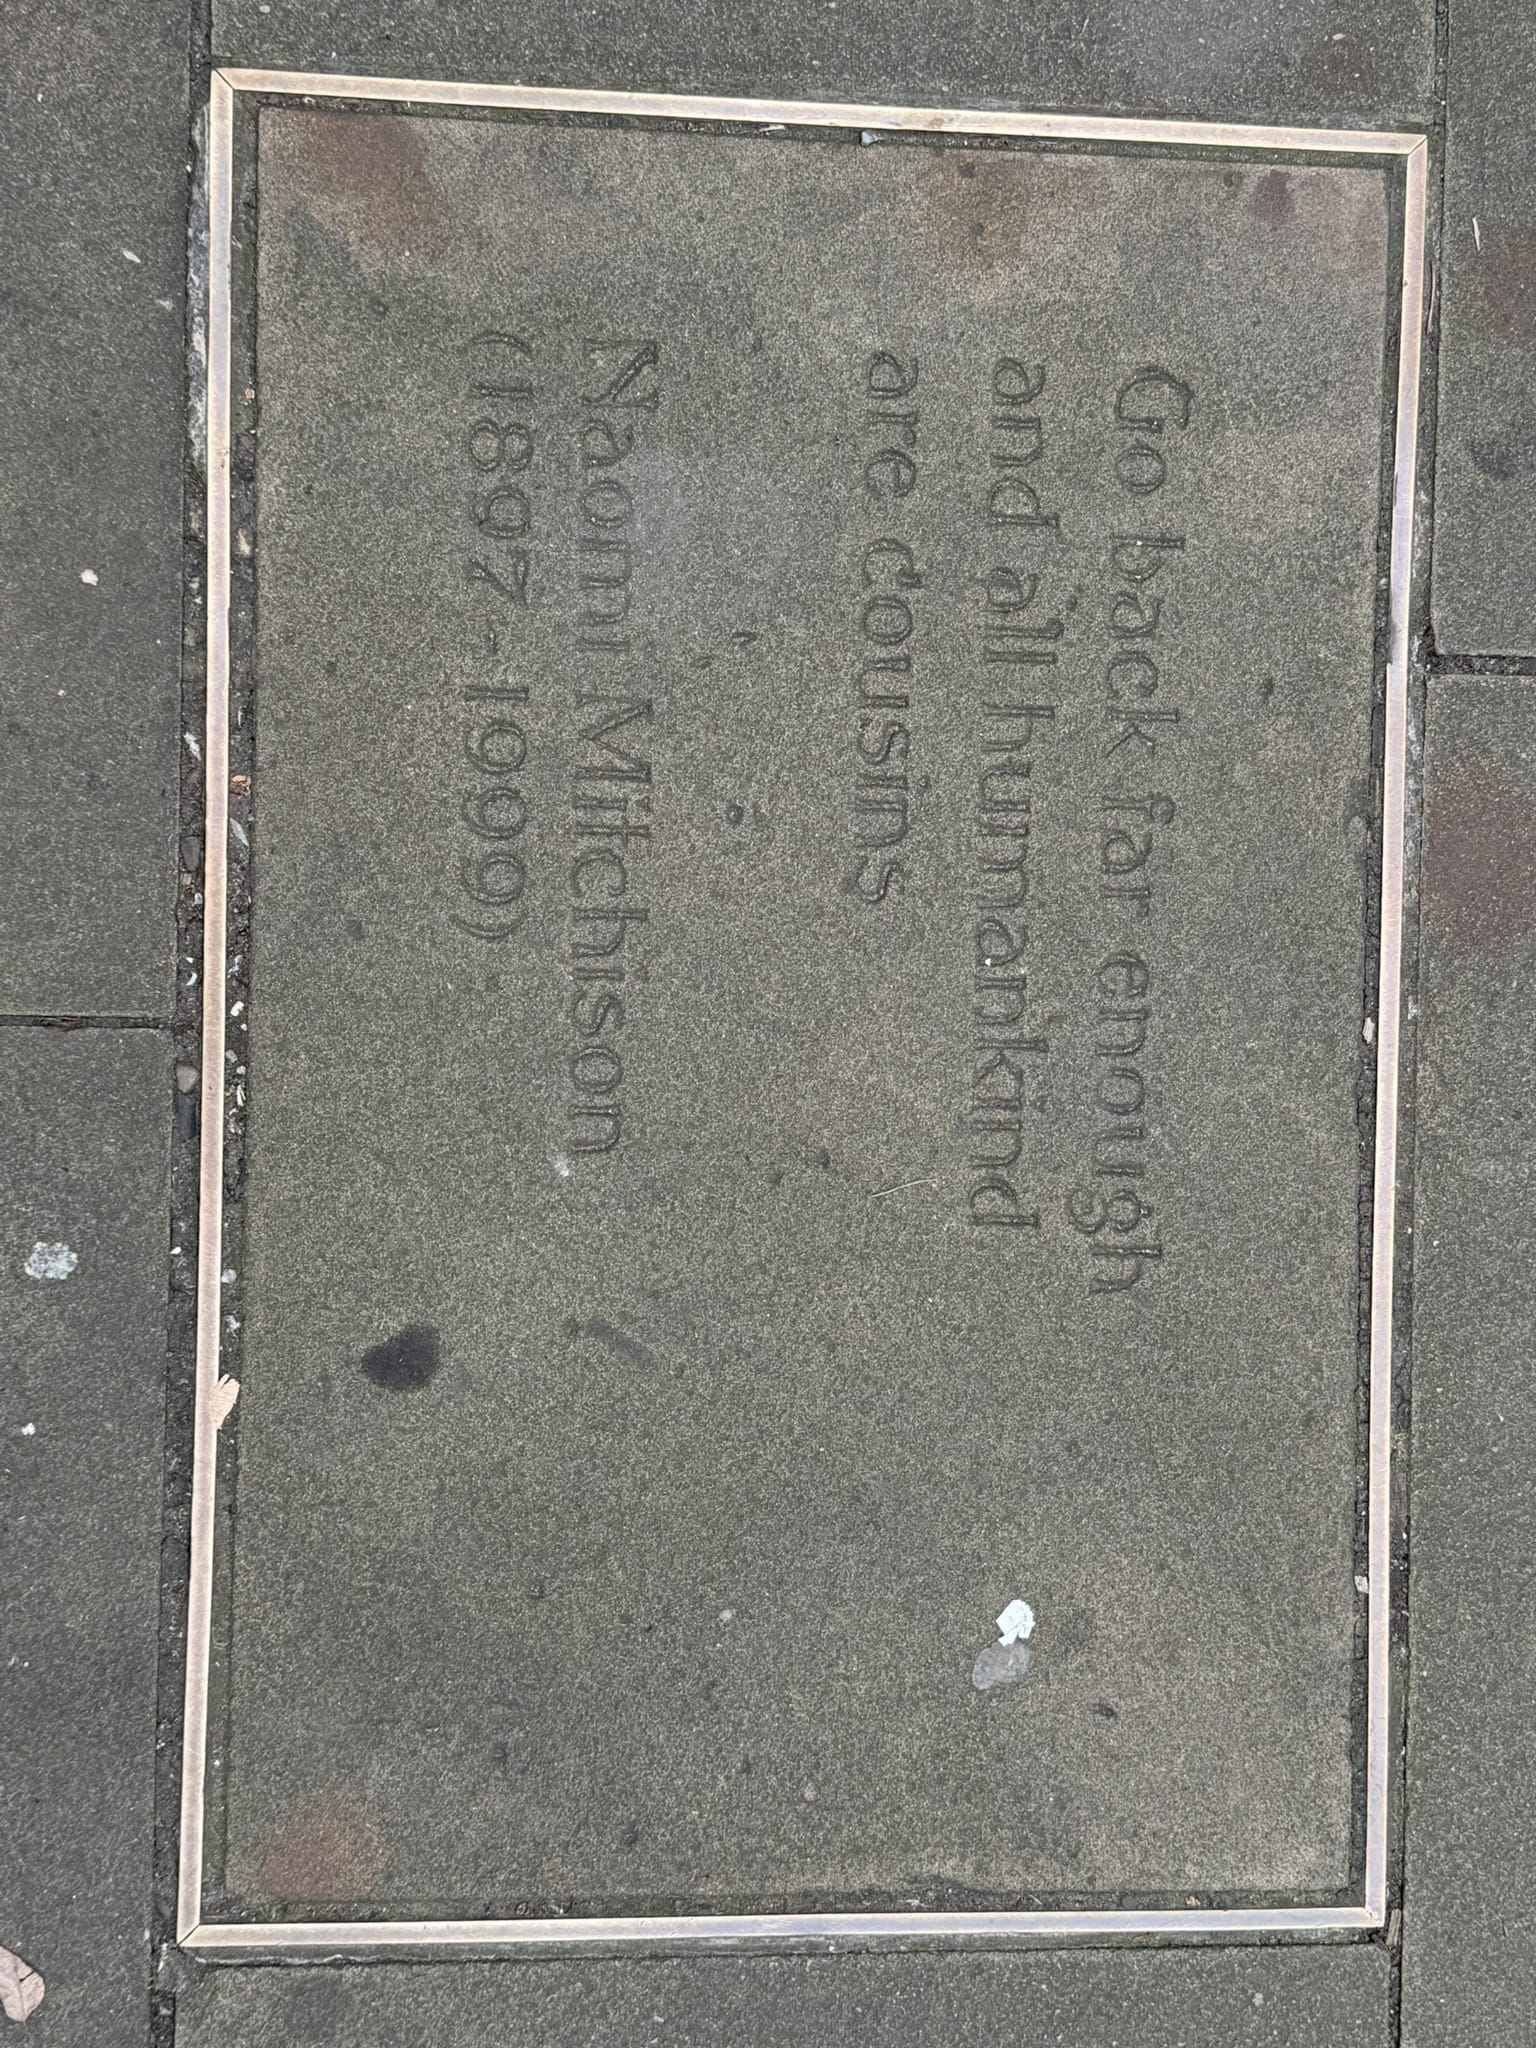 Go back far enough
and all humankind
are cousins
Naomi Mitchison
(1897-1999)